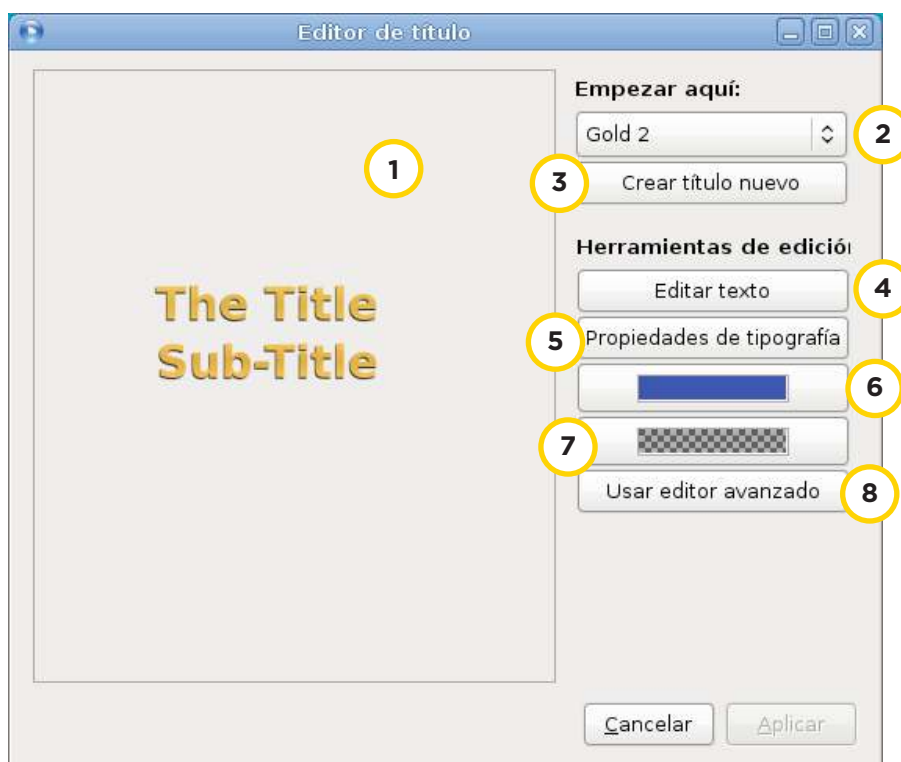 Editor de título
Empezar aquí:
Gold 2
2
1
3
Crear título nuevo
Herramientas de edició
Editar texto
4
The Title
Sub-Title
5
Propiedades de tipografía
6
7
Usar editor avanzado
8
Cancelar
Aplicar